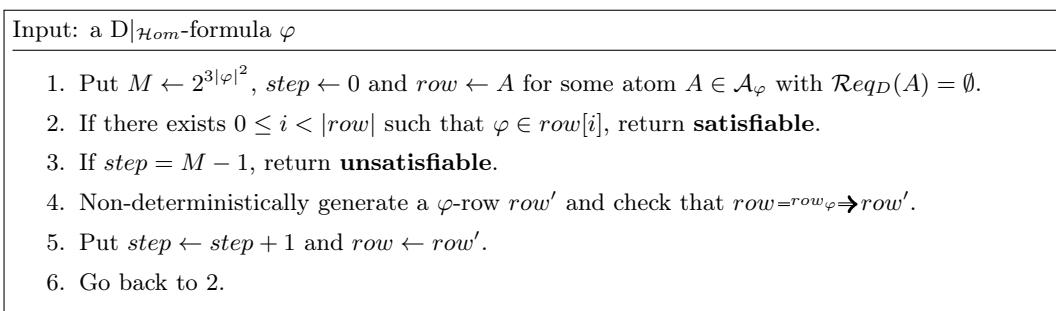 Input: a D|𝓗𝑜𝑚-formula φ
1. Put M ← 2^{3|φ|^2}, step ← 0 and row ← A for some atom A ∈ 𝒜_φ with ℛeq_D(A) = ∅.
2. If there exists 0 ≤ i < |row| such that φ ∈ row[i], return satisfiable.
3. If step = M − 1, return unsatisfiable.
4. Non-deterministically generate a φ-row row′ and check that row =row_φ⇒ row′.
5. Put step ← step + 1 and row ← row′.
6. Go back to 2.